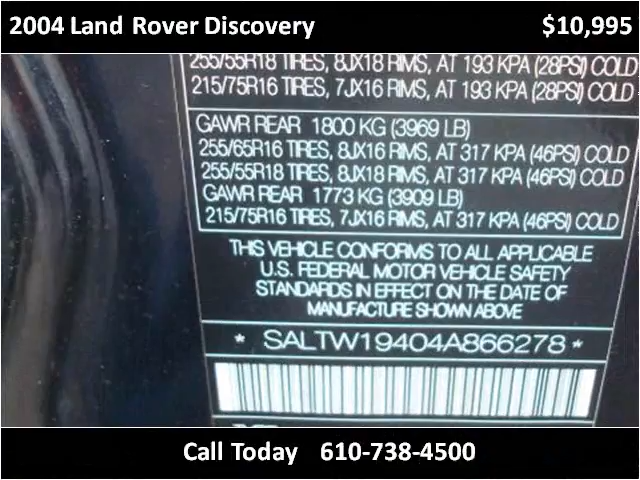 2004 Land Rover Discovery
$10,995
255/55R18 TIRES, 8JX18 RIMS, AT 193 KPA (28PSI) COLD
215/75R16 TIRES, 7JX16 RIMS, AT 193 KPA (28PSI) COLD
GAWR REAR 1800 KG (3969 LB)
255/65R16 TIRES, 8JX16 RIMS, AT 317 KPA (46PSI) COLD
255/55R18 TIRES, 8JX18 RIMS, AT 317 KPA (46PSI) COLD
GAWR REAR 1773 KG (3909 LB)
215/75R16 TIRES, 7JX16 RIMS, AT 317 KPA (46PSI) COLD
THIS VEHICLE CONFORMS TO ALL APPLICABLE
U.S. FEDERAL MOTOR VEHICLE SAFETY
STANDARDS IN EFFECT ON THE DATE OF
MANUFACTURE SHOWN ABOVE
* SALTW19404A866278 *
Call Today 610-738-4500